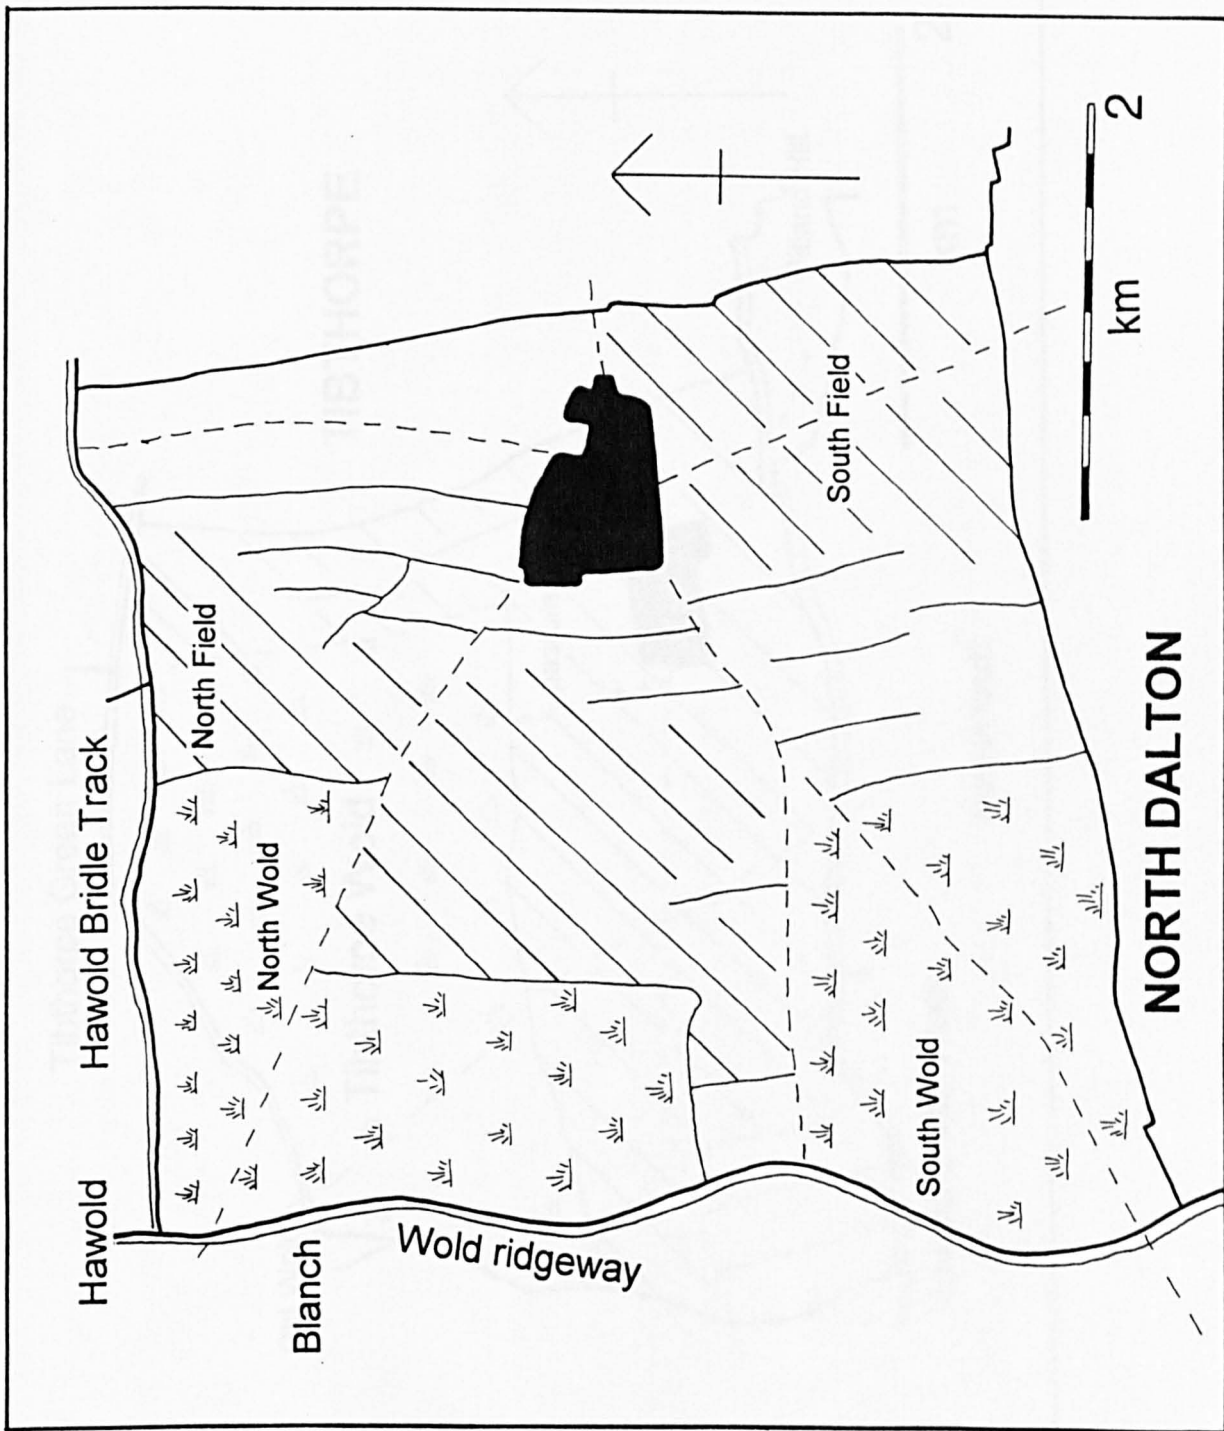 Hawold
Hawold Bridle Track
North Field
North Wold
Blanch
Wold ridgeway
South Field
South Wold
2
km
NORTH DALTON